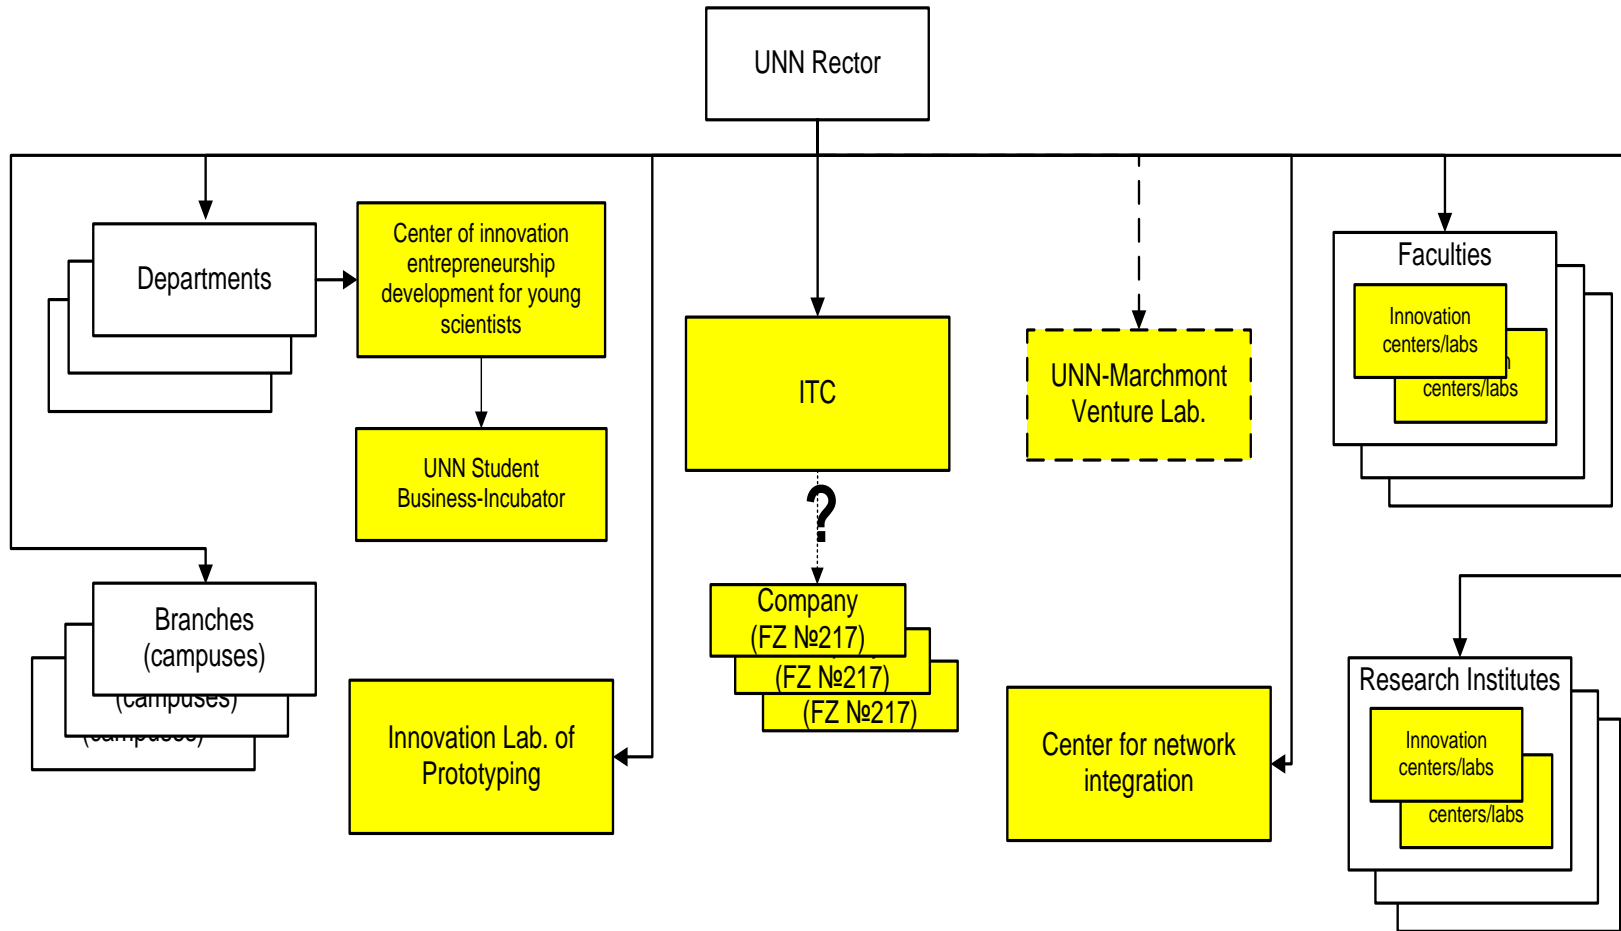 UNN Rector
Center of innovation
entrepreneurship
development for young
scientists
Departments
Faculties
Innovation
centers/labs
centers/labs
ITC
UNN-Marchmont
Venture Lab.
UNN Student
Business-Incubator
?
Company
(FZ №217)
(FZ №217)
(FZ №217)
Branches
(campuses)
(campuses)
(campuses)
Research Institutes
Innovation
centers/labs
centers/labs
Innovation Lab. of
Prototyping
Center for network
integration